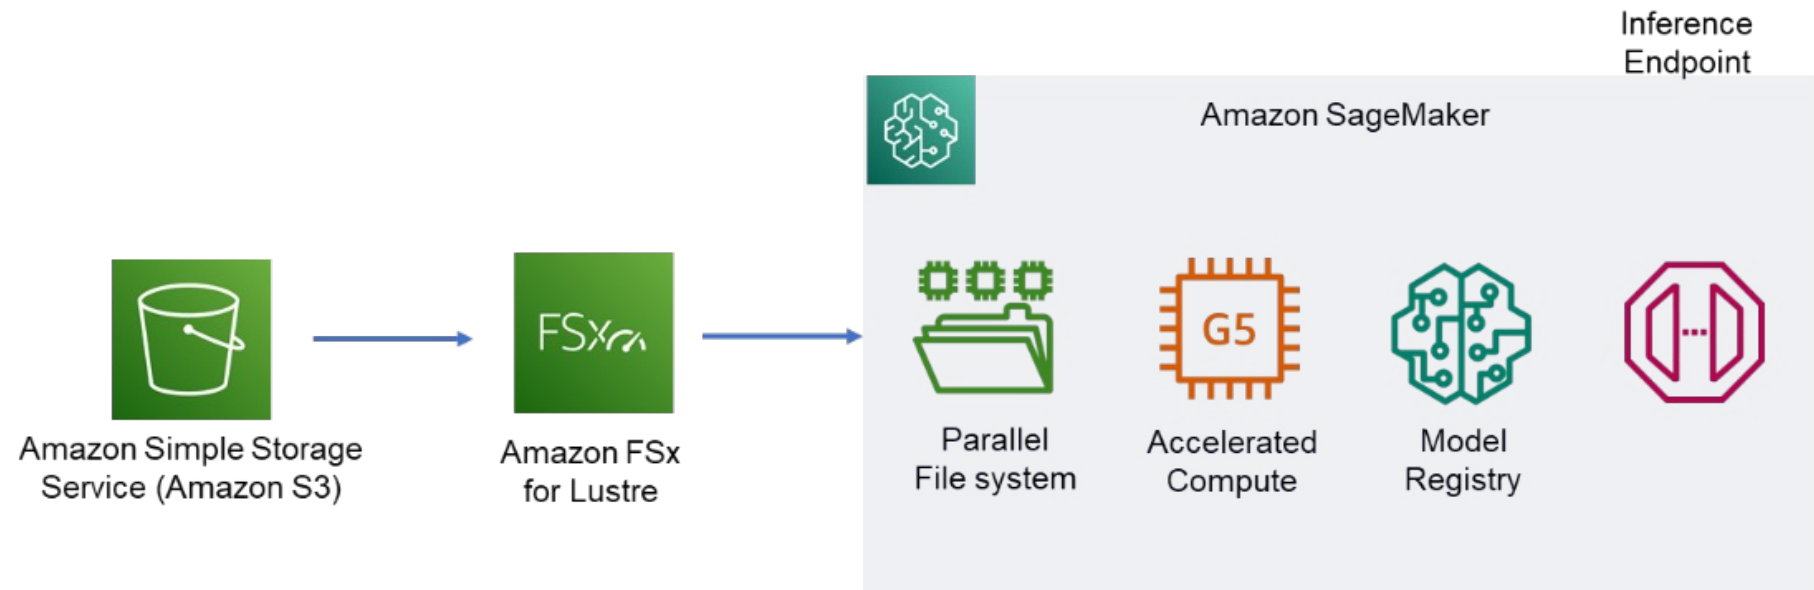 Inference
Endpoint
Amazon SageMaker
FSx
G5
Amazon Simple Storage
Service (Amazon S3)
Amazon FSx
for Lustre
Parallel
File system
Accelerated
Compute
Model
Registry